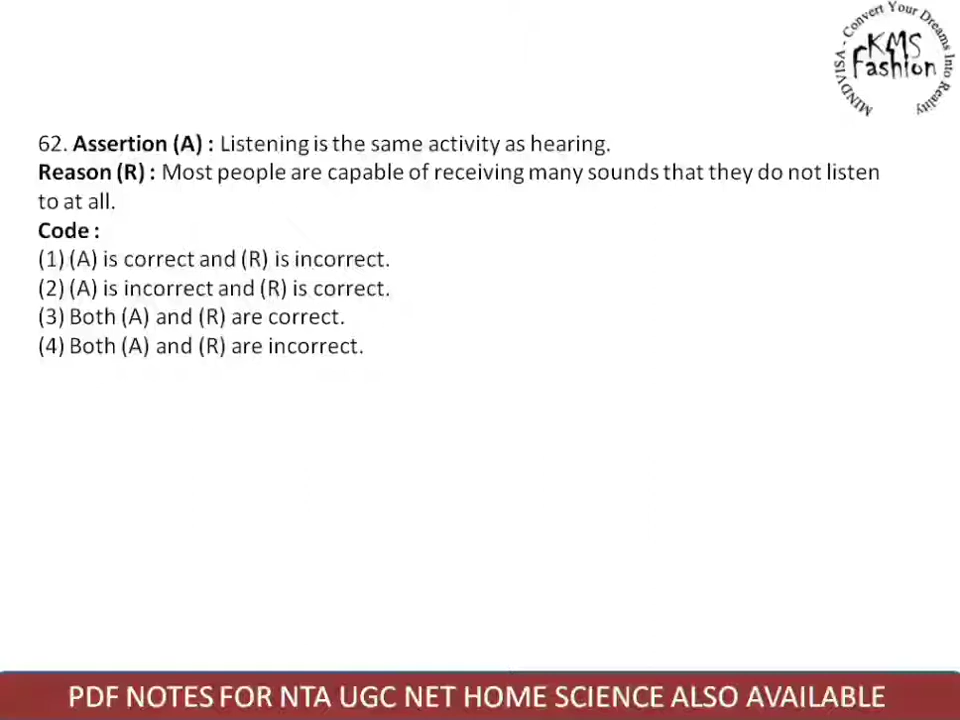 MINDVISA - Convert Your Dreams Into Reality
KMS
Fashion
62. Assertion (A) : Listening is the same activity as hearing.
Reason (R) : Most people are capable of receiving many sounds that they do not listen
to at all.
Code :
(1) (A) is correct and (R) is incorrect.
(2) (A) is incorrect and (R) is correct.
(3) Both (A) and (R) are correct.
(4) Both (A) and (R) are incorrect.
PDF NOTES FOR NTA UGC NET HOME SCIENCE ALSO AVAILABLE